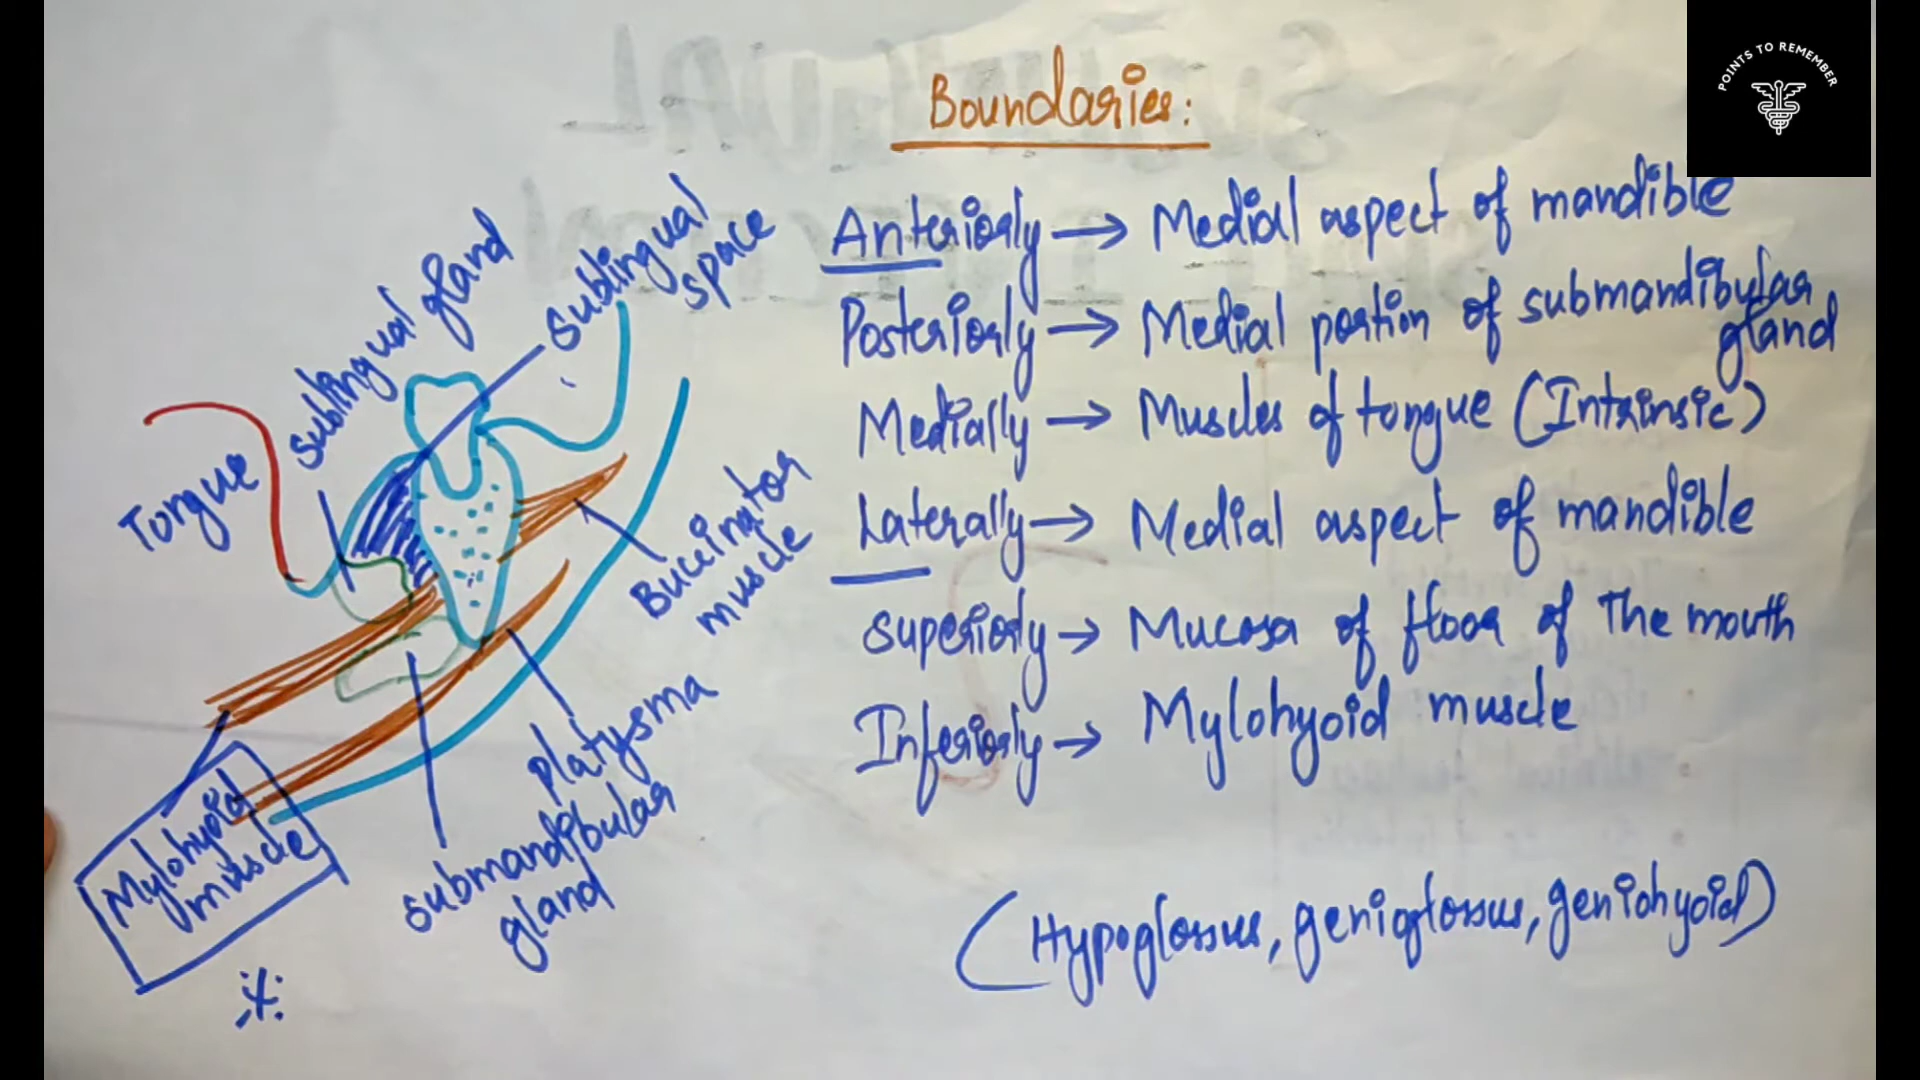 POINTS TO REMEMBER
Boundaries:
Anteriorly → Medial aspect of mandible
Posteriorly → Medial portion of submandibular
gland
Medially → Muscles of tongue (Intrinsic)
Laterally → Medial aspect of mandible
Superiorly → Mucosa of floor of The mouth
Inferiorly → Mylohyoid muscle
(Hypoglossus, genioglossus, geniohyoid)
Tongue
sublingual gland
sublingual
space
Buccinator
muscle
platysma
submandibular
gland
Mylohyoid
muscle